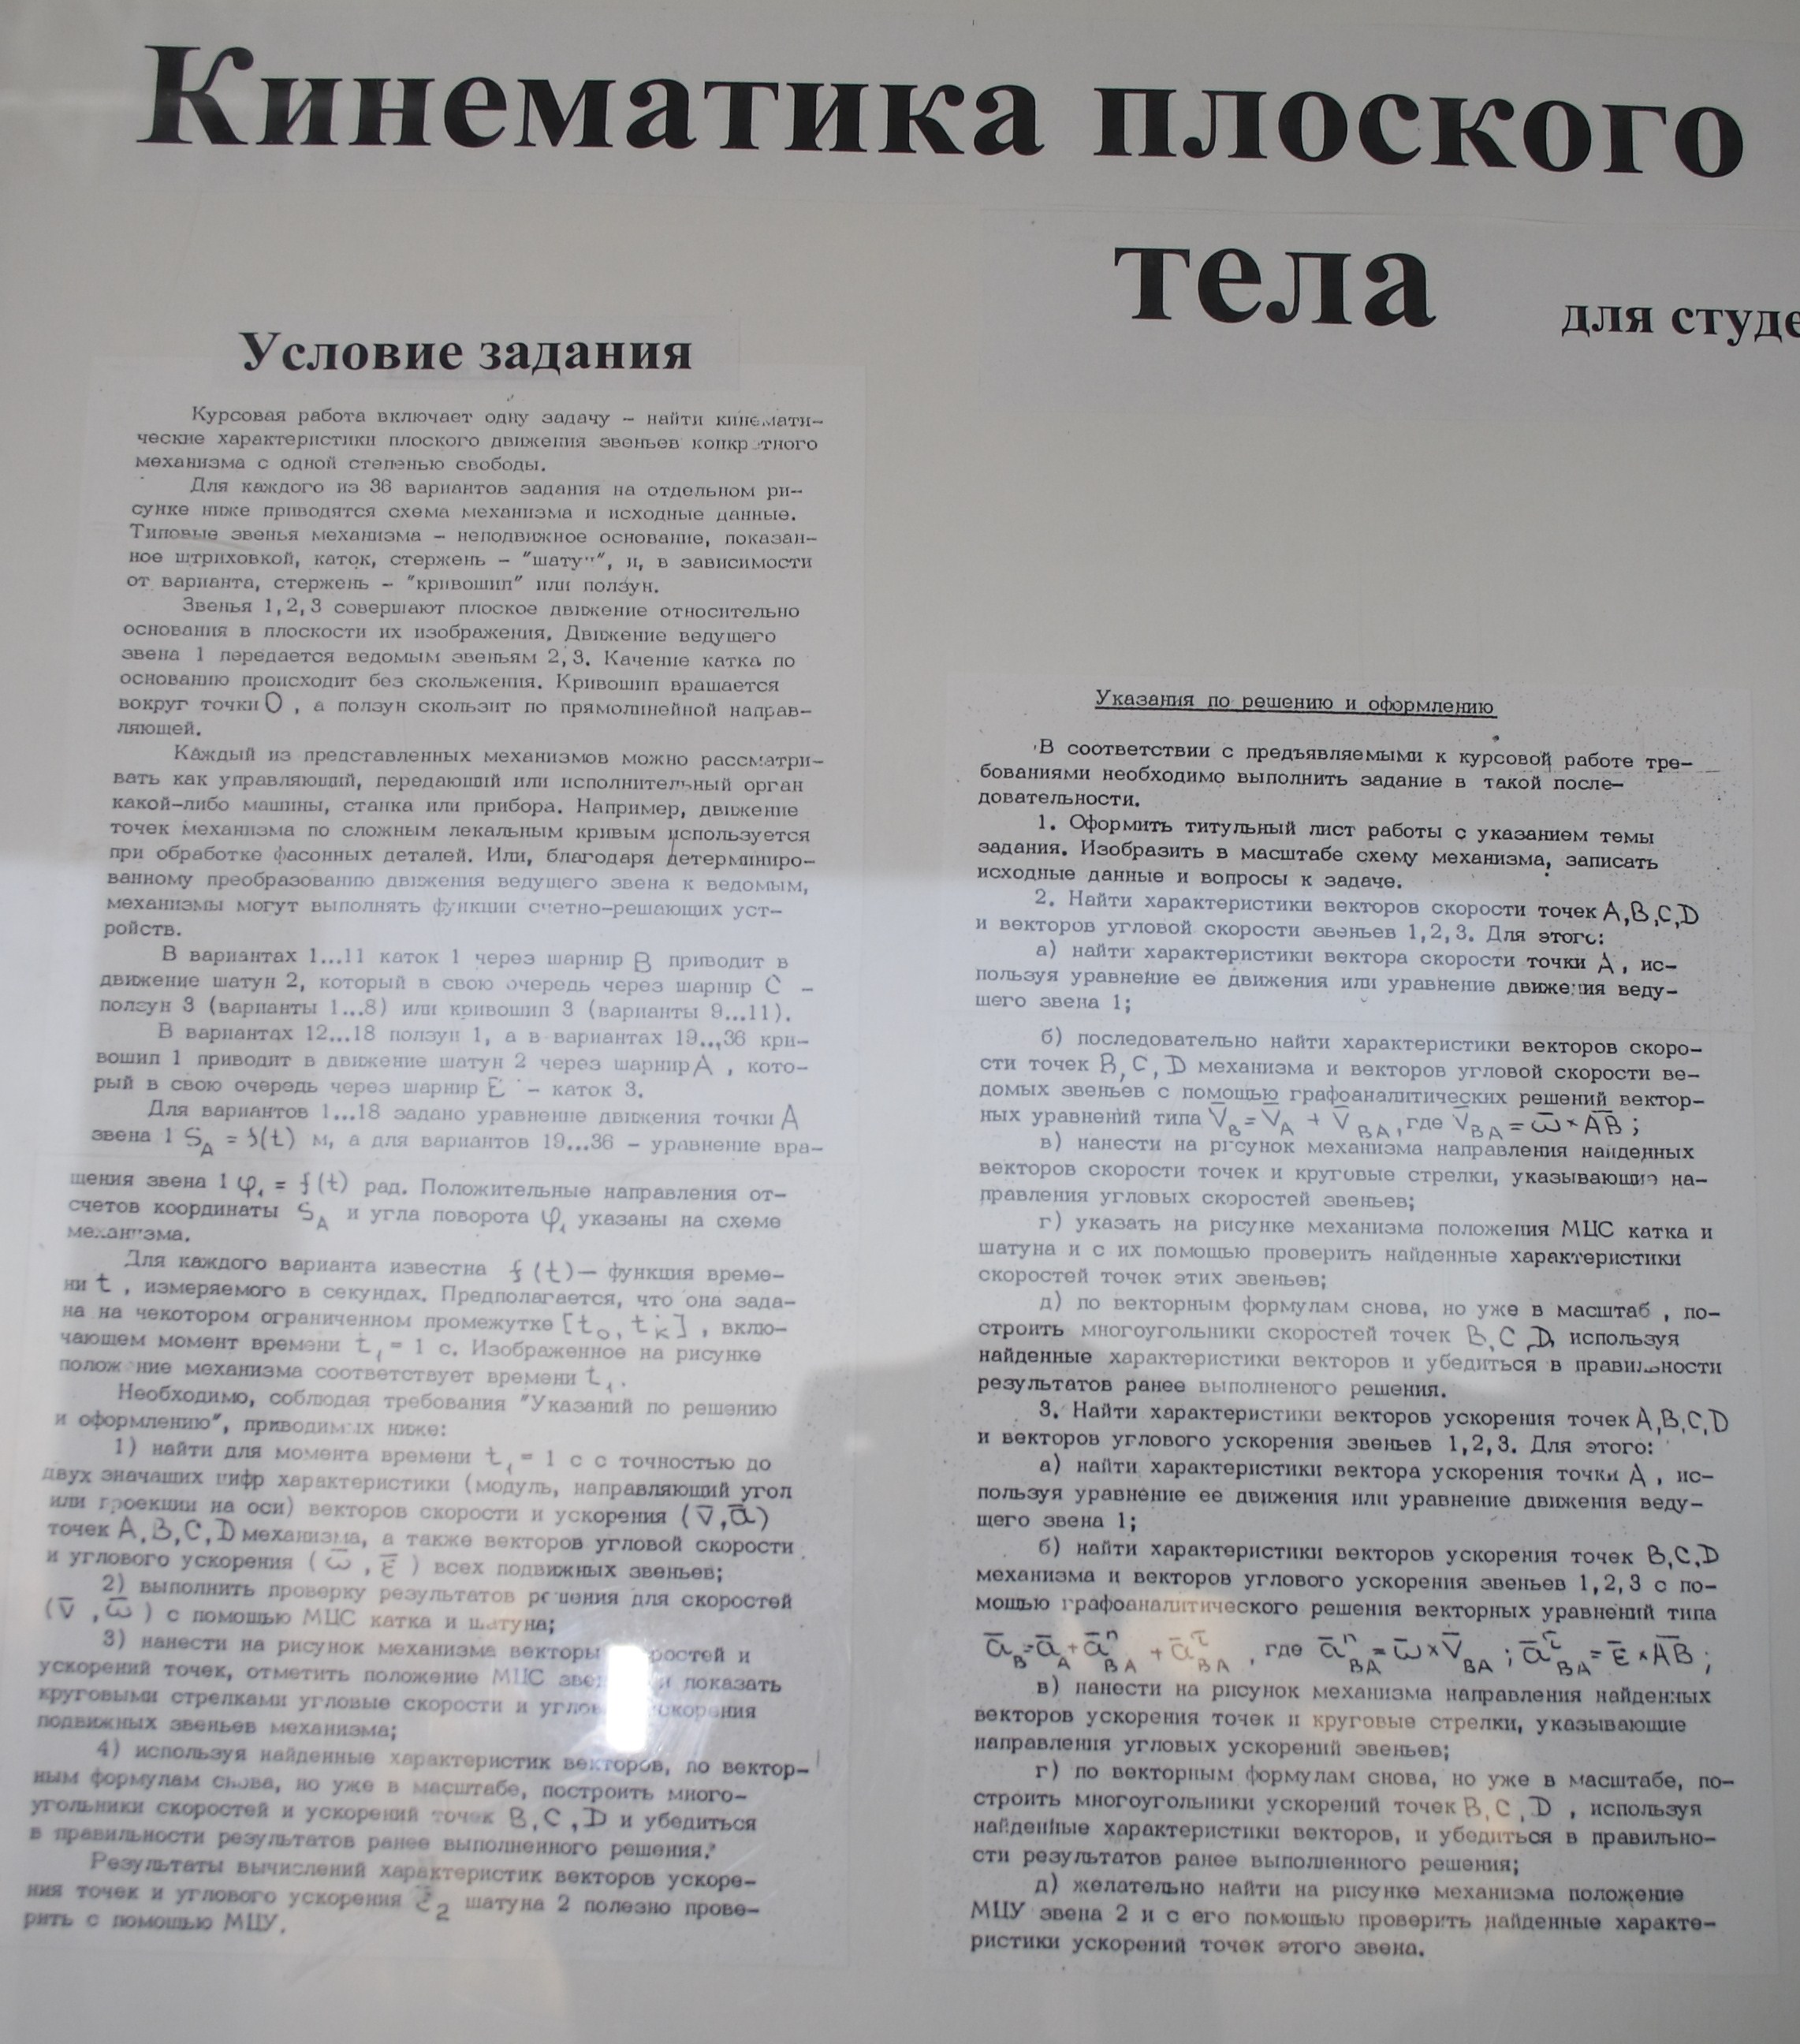 Кинематика плоского
тела
для студе
Условие задания
Курсовая работа включает одну задачу – найти кинемати–
ческие характеристики плоского движения звеньев конкретного
механизма с одной степенью свободы.
Для каждого из 36 вариантов задания на отдельном ри–
сунке ниже приводятся схема механизма и исходные данные.
Типовые звенья механизма – неподвижное основание, показан–
ное штриховкой, каток, стержень – "шатун", и, в зависимости
от варианта, стержень – "кривошип" или ползун.
Звенья 1,2,3 совершают плоское движение относительно
основания в плоскости их изображения. Движение ведущего
звена 1 передается ведомым звеньям 2,3. Качение катка по
основанию происходит без скольжения. Кривошип вращается
вокруг точки O , а ползун скользит по прямолинейной направ–
ляющей.
Каждый из представленных механизмов можно рассматри–
вать как управляющий, передающий или исполнительный орган
какой–либо машины, станка или прибора. Например, движение
точек механизма по сложным лекальным кривым используется
при обработке фасонных деталей. Или, благодаря детерминиро–
ванному преобразованию движения ведущего звена к ведомым,
механизмы могут выполнять функции счетно–решающих уст–
ройств.
В вариантах 1...11 каток 1 через шарнир B приводит в
движение шатун 2, который в свою очередь через шарнир C –
ползун 3 (варианты 1...8) или кривошип 3 (варианты 9...11).
В вариантах 12...18 ползун 1, а в вариантах 19...36 кри–
вошип 1 приводит в движение шатун 2 через шарнир A , кото–
рый в свою очередь через шарнир E – каток 3.
Для вариантов 1...18 задано уравнение движения точки A
звена 1 S_A = f(t) м, а для вариантов 19...36 – уравнение вра–
щения звена 1 φ₁ = f(t) рад. Положительные направления от–
счетов координаты S_A и угла поворота φ₁ указаны на схеме
механизма.
Для каждого варианта известна f(t) — функция време–
ни t , измеряемого в секундах. Предполагается, что она зада–
на на чекотором ограниченном промежутке [t₀, t_к] , вклю–
чающем момент времени t₁ = 1 с. Изображенное на рисунке
полож ние механизма соответствует времени t₁.
Необходимо, соблюдая требования "Указаний по решению
и оформлению", приводимых ниже:
1) найти для момента времени t₁ = 1 с с точностью до
двух значащих цифр характеристики (модуль, направляющий угол
или проекции на оси) векторов скорости и ускорения (v̄,ā)
точек A,B,C,D механизма, а также векторов угловой скорости
и углового ускорения (ω̄ , ε̄ ) всех подвижных звеньев;
2) выполнить проверку результатов решения для скоростей
(v̄ ,ω̄ ) с помощью МЦС катка и шатуна;
3) нанести на рисунок механизма векторы скоростей и
ускорений точек, отметить положение МЦС звеньев и показать
круговыми стрелками угловые скорости и угловые ускорения
подвижных звеньев механизма;
4) используя найденные характеристик векторов, по вектор–
ным формулам снова, но уже в масштабе, построить много–
угольники скоростей и ускорений точек B,C,D и убедиться
в правильности результатов ранее выполненного решения.
Результаты вычислений характеристик векторов ускоре–
ния точек и углового ускорения ε̄₂ шатуна 2 полезно прове–
рить с помощью МЦУ.
Указания по решению и оформлению
В соответствии с предъявляемыми к курсовой работе тре–
бованиями необходимо выполнить задание в такой после–
довательности.
1. Оформить титульный лист работы с указанием темы
задания. Изобразить в масштабе схему механизма, записать
исходные данные и вопросы к задаче.
2. Найти характеристики векторов скорости точек A,B,C,D
и векторов угловой скорости звеньев 1,2,3. Для этого:
а) найти характеристики вектора скорости точки A , ис–
пользуя уравнение ее движения или уравнение движения веду–
щего звена 1;
б) последовательно найти характеристики векторов скоро–
сти точек B,C,D механизма и векторов угловой скорости ве–
домых звеньев с помощью графоаналитических решений вектор–
ных уравнений типа V̄_B = V̄_A + V̄_BA, где V̄_BA = ω̄ × A̅B̅ ;
в) нанести на рисунок механизма направления найденных
векторов скорости точек и круговые стрелки, указывающие на–
правления угловых скоростей звеньев;
г) указать на рисунке механизма положения МЦС катка и
шатуна и с их помощью проверить найденные характеристики
скоростей точек этих звеньев;
д) по векторным формулам снова, но уже в масштаб , по–
строить многоугольники скоростей точек B,C,D, используя
найденные характеристики векторов и убедиться в правильности
результатов ранее выполненого решения.
3. Найти характеристики векторов ускорения точек A,B,C,D
и векторов углового ускорения звеньев 1,2,3. Для этого:
а) найти характеристики вектора ускорения точки A , ис–
пользуя уравнение ее движения или уравнение движения веду–
щего звена 1;
б) найти характеристики векторов ускорения точек B,C,D
механизма и векторов углового ускорения звеньев 1,2,3 с по–
мощью графоаналитического решения векторных уравнений типа
ā_B = ā_A + āⁿ_BA + ā^τ_BA , где āⁿ_BA = ω̄ × V̄_BA ; ā^τ_BA = ε̄ × A̅B̅ ;
в) нанести на рисунок механизма направления найденных
векторов ускорения точек и круговые стрелки, указывающие
направления угловых ускорений звеньев;
г) по векторным формулам снова, но уже в масштабе, по–
строить многоугольники ускорений точек B,C,D , используя
найденные характеристики векторов, и убедиться в правильно–
сти результатов ранее выполненного решения;
д) желательно найти на рисунке механизма положение
МЦУ звена 2 и с его помощью проверить найденные характе–
ристики ускорений точек этого звена.